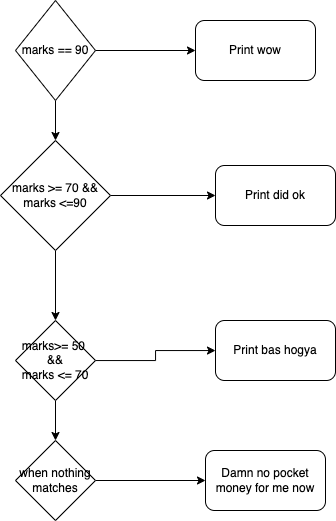 marks == 90
Print wow
marks >= 70 &&
marks <=90
Print did ok
marks>= 50
&&
marks <= 70
Print bas hogya
when nothing
matches
Damn no pocket
money for me now